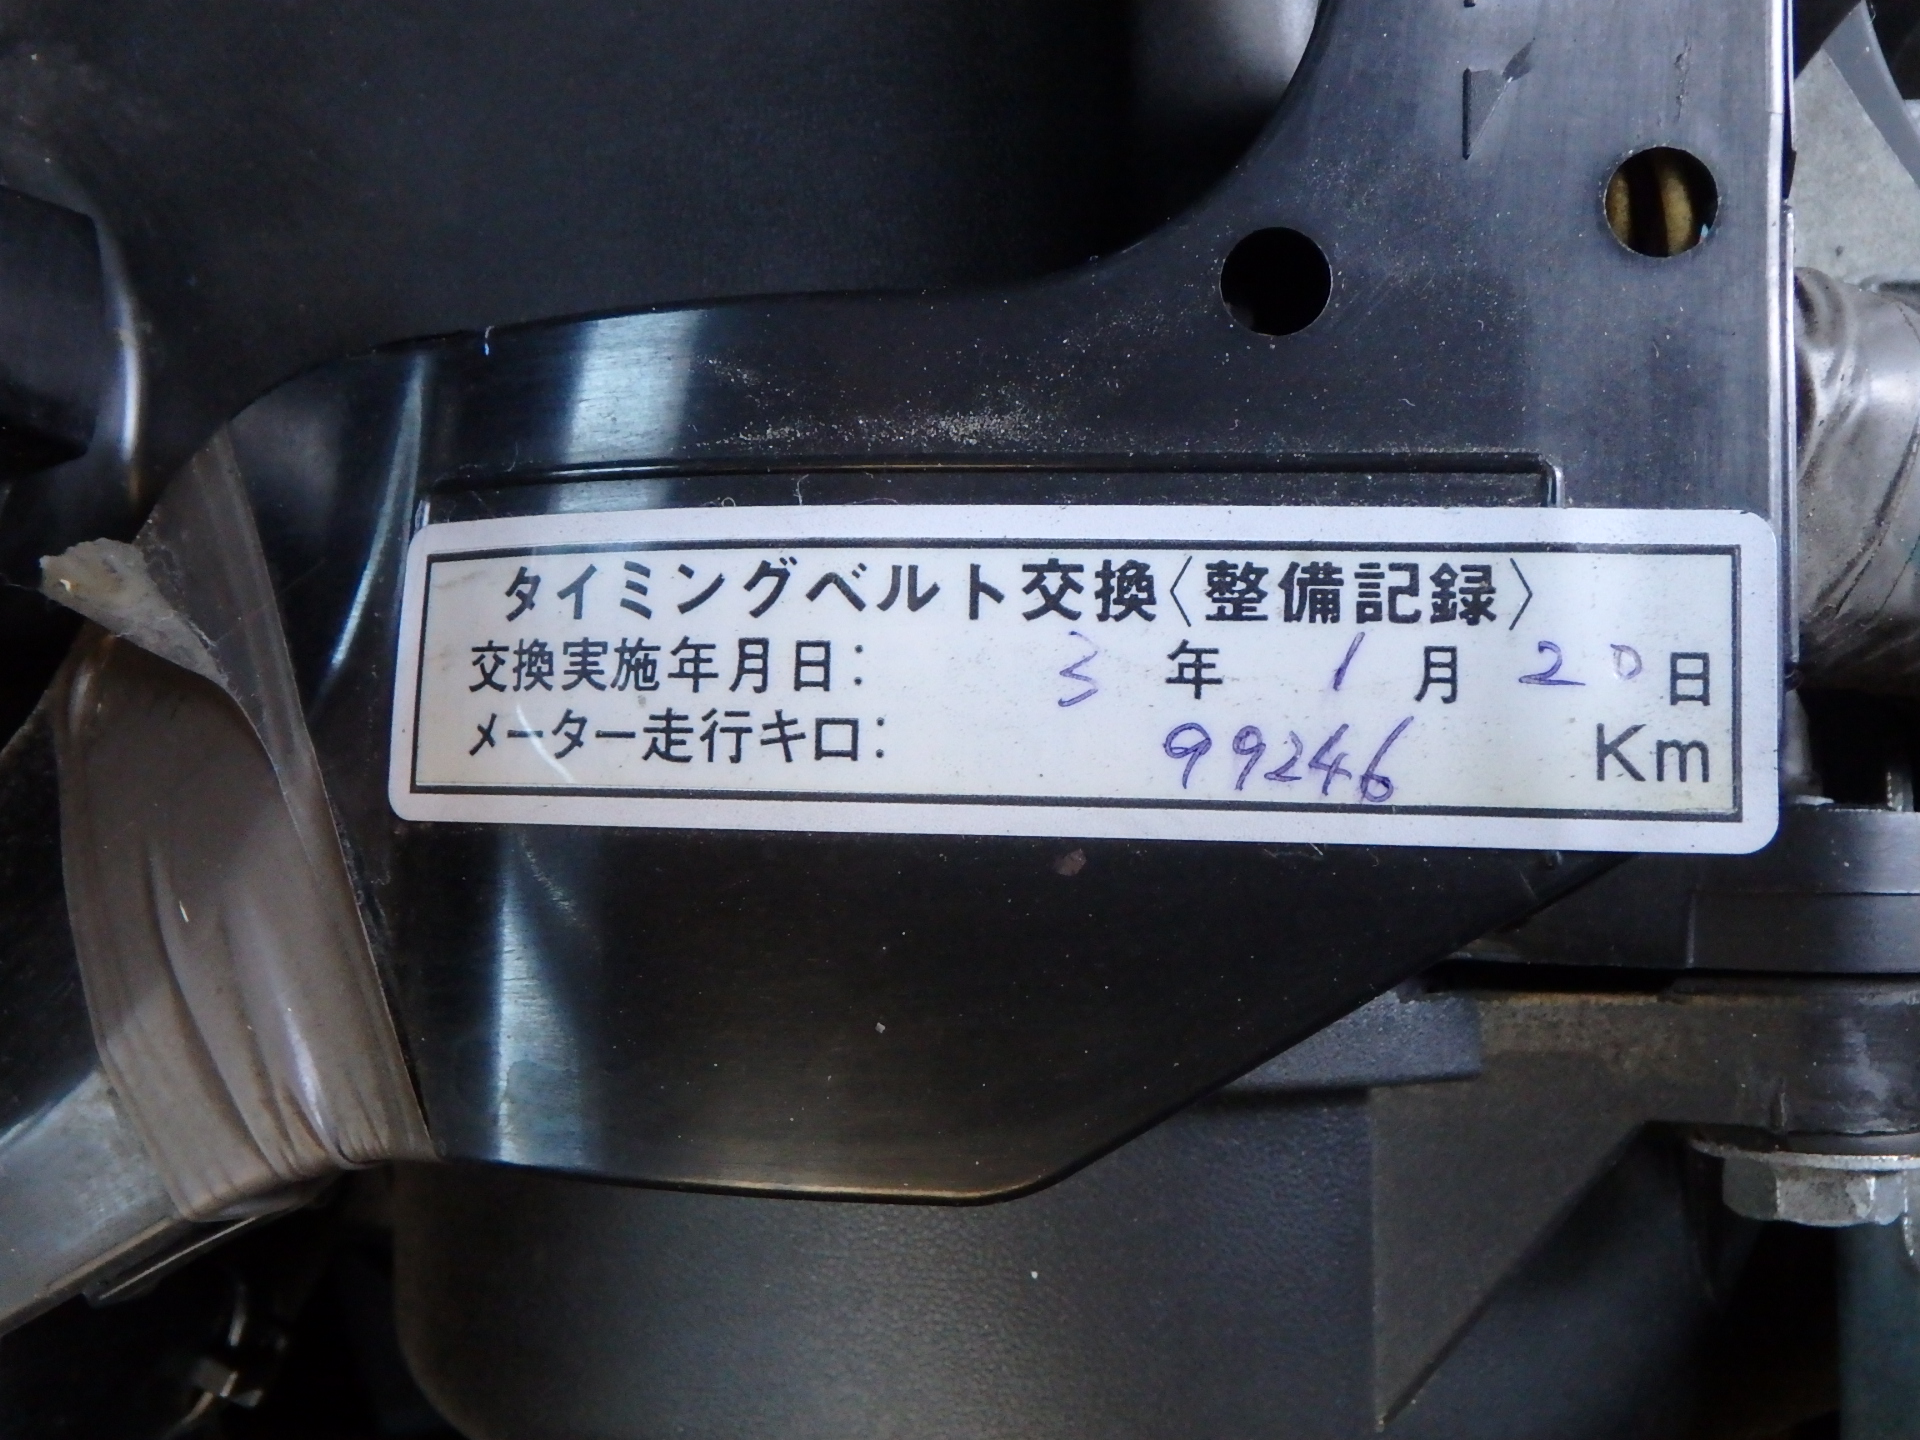 タイミングベルト交換〈整備記録〉
交換実施年月日: 3 年 1 月 20 日
メーター走行キロ: 99246 Km